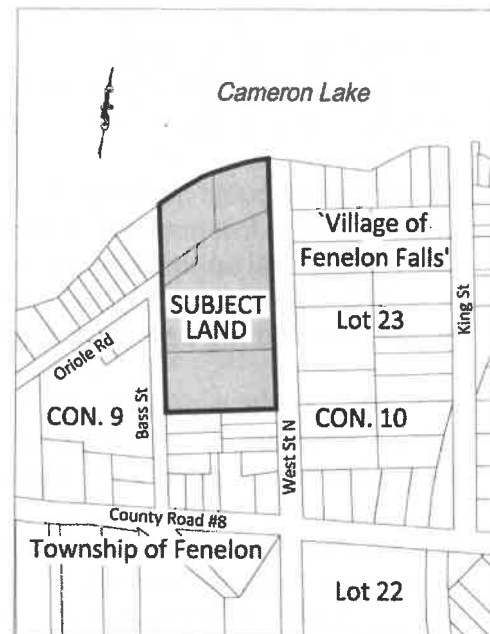 Cameron Lake
'Village of
Fenelon Falls'
SUBJECT
LAND
Lot 23
King St
Oriole Rd
Bass St
CON. 9
West St N
CON. 10
County Road #8
Township of Fenelon
Lot 22